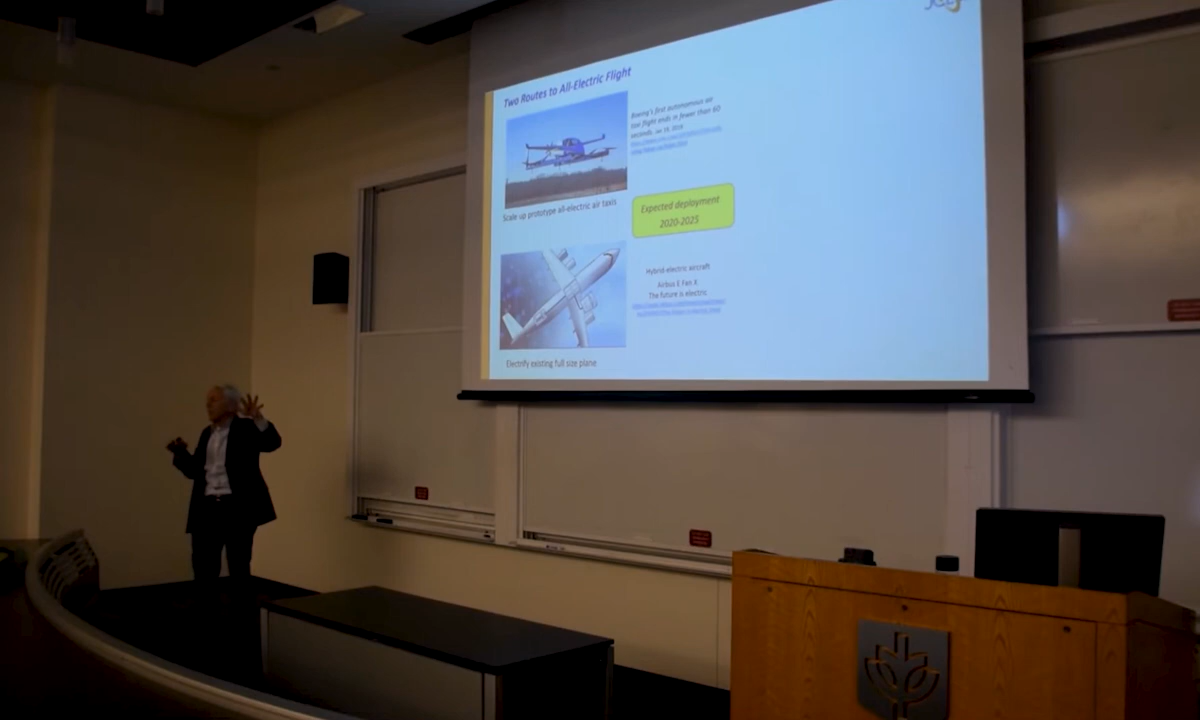 Two Routes to All-Electric Flight
Boeing's first autonomous
flight ends in fewer than 60
seconds,
Scale up prototype all-electric air taxis
Expected deployment
2020-2025
Hybrid-electric aircraft
Airbus E Fan X
The future is electric
Electrify existing full size plane